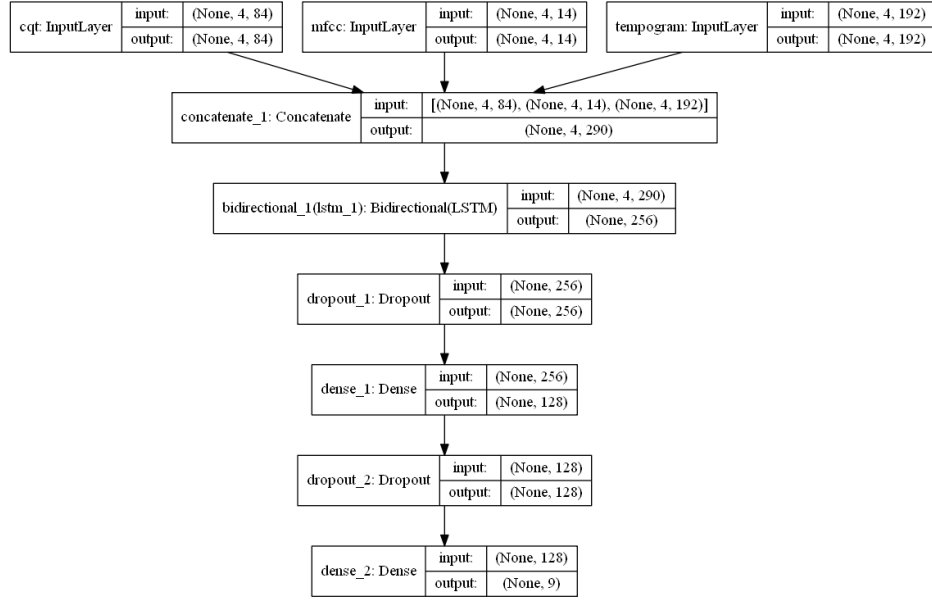 cqt: InputLayer input: (None, 4, 84)
output: (None, 4, 84)
mfcc: InputLayer input: (None, 4, 14)
output: (None, 4, 14)
tempogram: InputLayer input: (None, 4, 192)
output: (None, 4, 192)
concatenate_1: Concatenate input: [(None, 4, 84), (None, 4, 14), (None, 4, 192)]
output: (None, 4, 290)
bidirectional_1(lstm_1): Bidirectional(LSTM) input: (None, 4, 290)
output: (None, 256)
dropout_1: Dropout input: (None, 256)
output: (None, 256)
dense_1: Dense input: (None, 256)
output: (None, 128)
dropout_2: Dropout input: (None, 128)
output: (None, 128)
dense_2: Dense input: (None, 128)
output: (None, 9)